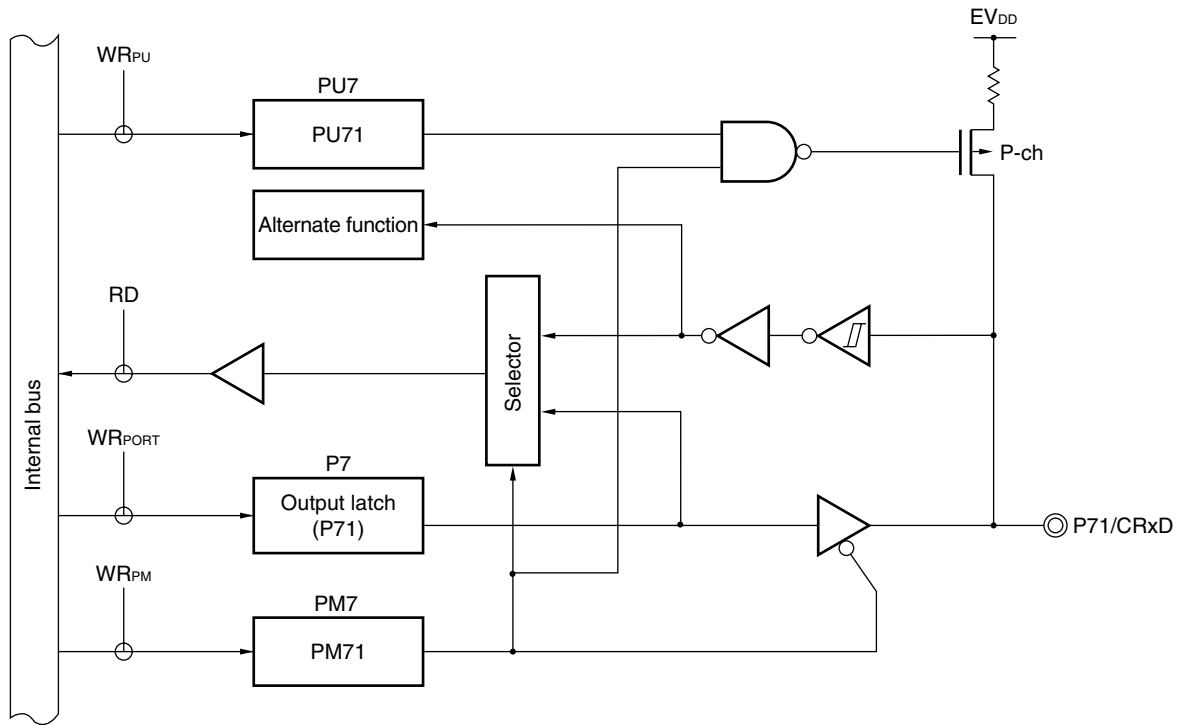 EVDD
WRPU
PU7
PU71
P-ch
Alternate function
RD
Selector
Internal bus
WRPORT
P7
Output latch
(P71)
P71/CRxD
WRPM
PM7
PM71